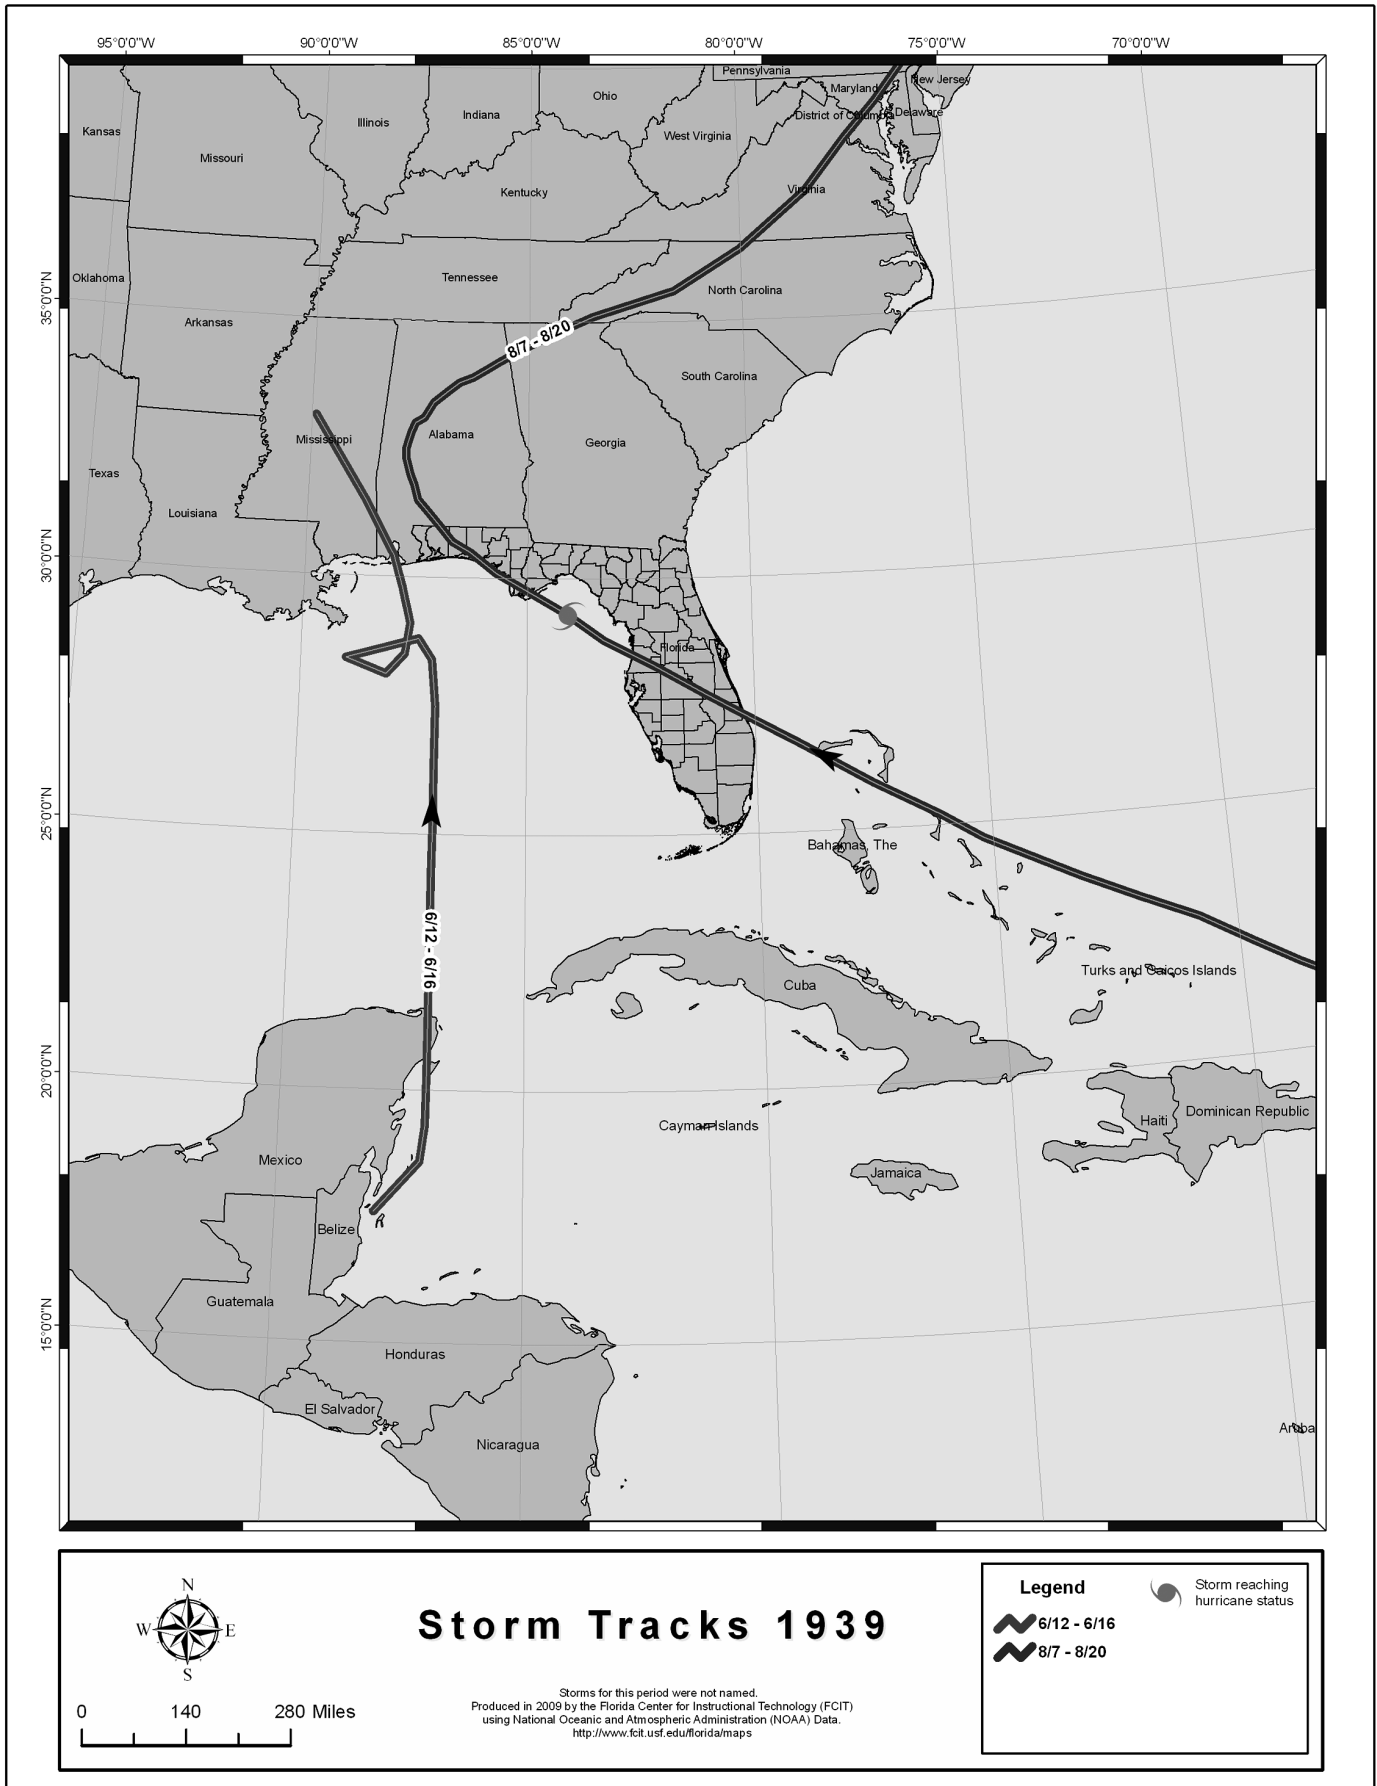 95°0'0"W 90°0'0"W 85°0'0"W 80°0'0"W 75°0'0"W 70°0'0"W
Pennsylvania
New Jersey
Maryland
Ohio
Indiana
Illinois
District of Columbia
Delaware
Kansas
West Virginia
Missouri
Kentucky
Virginia
Oklahoma
Tennessee
North Carolina
35°0'0"N
Arkansas
8/7 - 8/20
South Carolina
Mississippi
Alabama
Georgia
Texas
Louisiana
30°0'0"N
Florida
25°0'0"N
Bahamas, The
6/12 - 6/16
Turks and Caicos Islands
Cuba
20°0'0"N
Cayman Islands
Haiti
Dominican Republic
Mexico
Jamaica
Belize
Guatemala
15°0'0"N
Honduras
El Salvador
Nicaragua
Aruba
N
W E
S
0 140 280 Miles
Storm Tracks 1939
Storms for this period were not named.
Produced in 2009 by the Florida Center for Instructional Technology (FCIT)
using National Oceanic and Atmospheric Administration (NOAA) Data.
http://www.fcit.usf.edu/florida/maps
Legend
6/12 - 6/16
8/7 - 8/20
Storm reaching
hurricane status